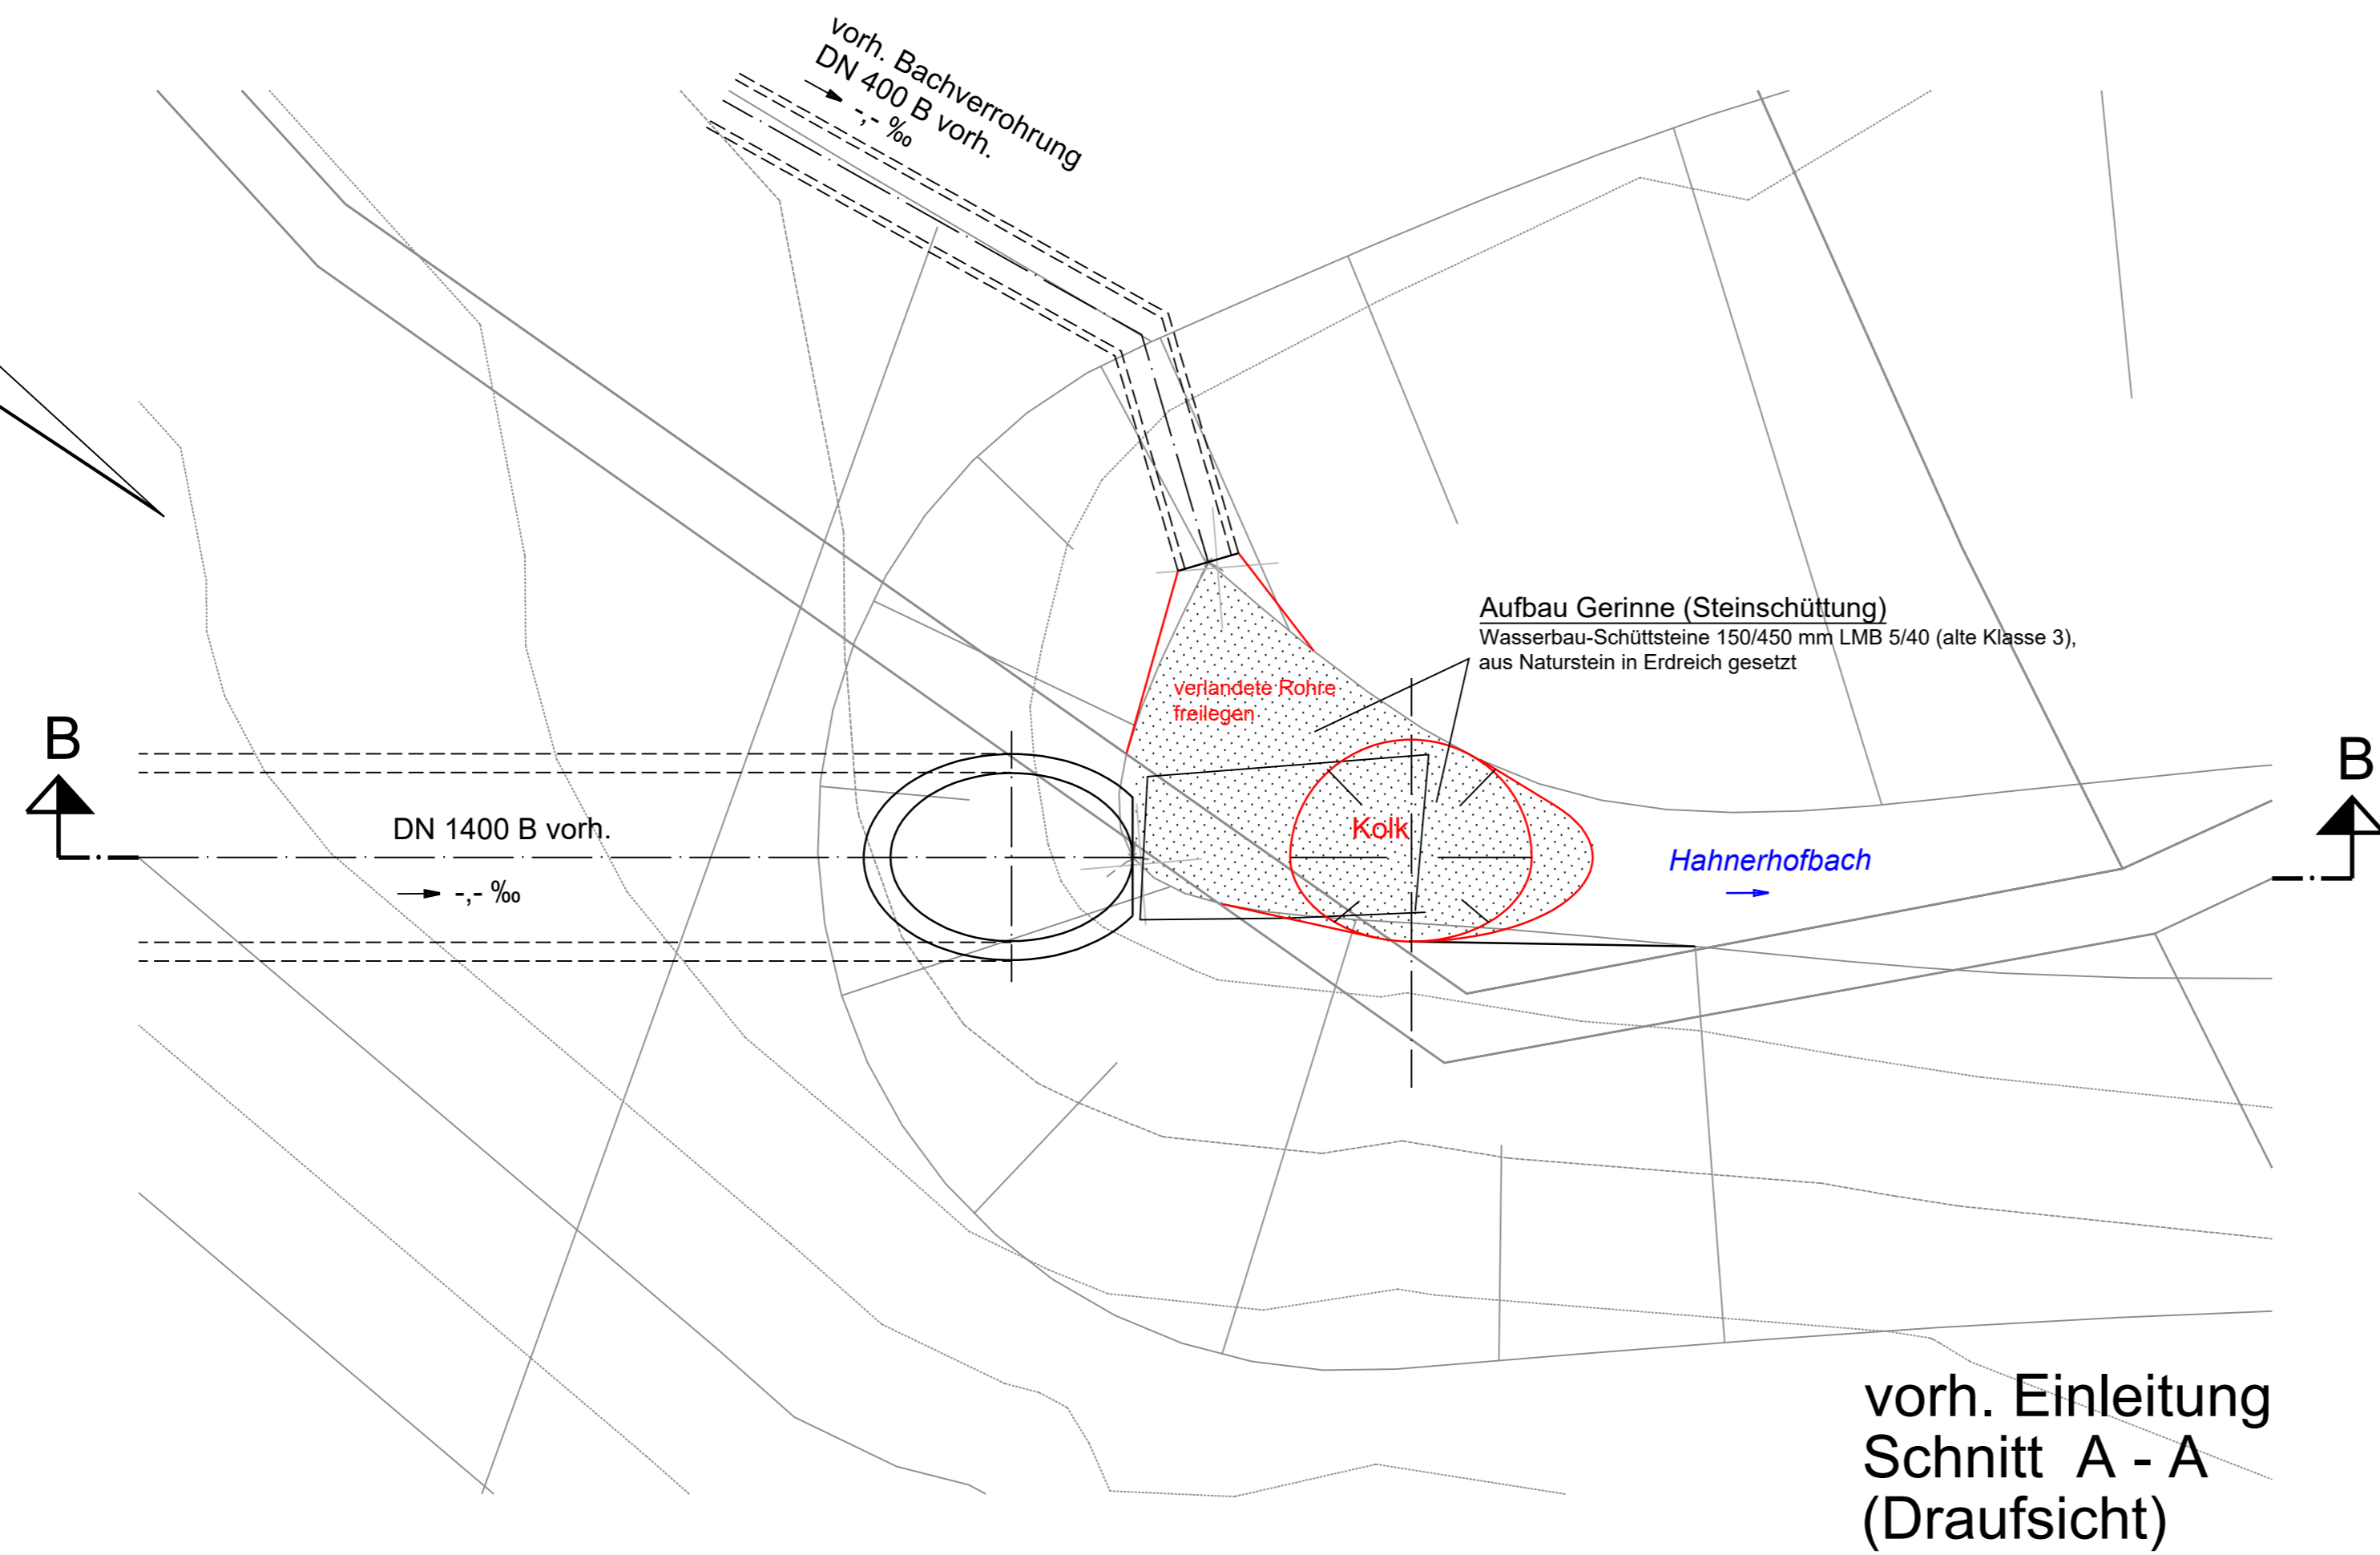 vorh. Bachverrohrung
DN 400 B vorh.
-,- ‰
Aufbau Gerinne (Steinschüttung)
Wasserbau-Schüttsteine 150/450 mm LMB 5/40 (alte Klasse 3),
aus Naturstein in Erdreich gesetzt
verlandete Rohre
freilegen
B
B
DN 1400 B vorh.
-,- ‰
Kolk
Hahnerhofbach
vorh. Einleitung
Schnitt A - A
(Draufsicht)